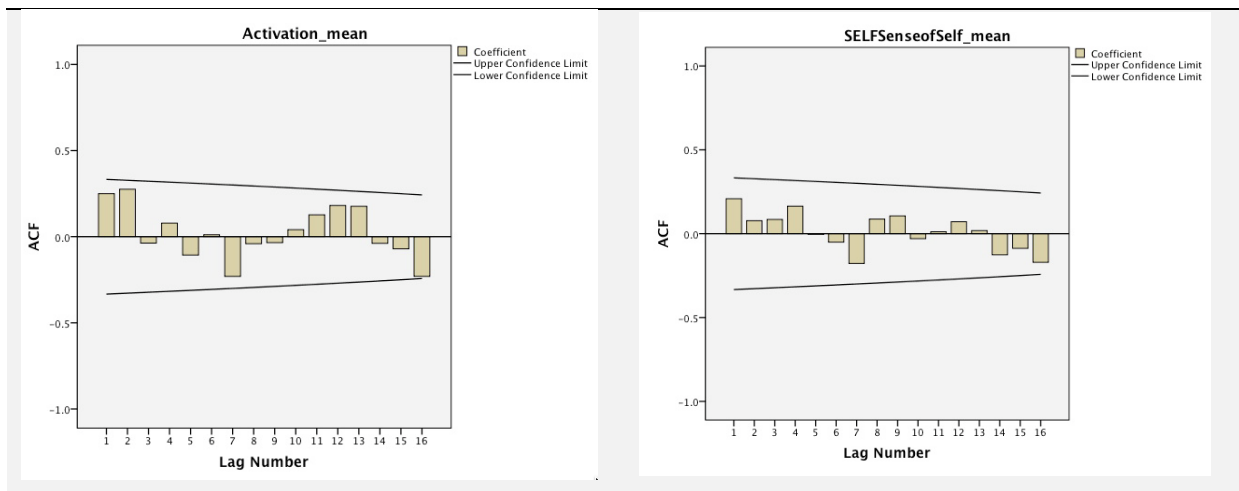 Activation_mean
Coefficient
Upper Confidence Limit
Lower Confidence Limit
1.0
0.5
0.0
-0.5
-1.0
ACF
1 2 3 4 5 6 7 8 9 10 11 12 13 14 15 16
Lag Number
SELFSenseofSelf_mean
Coefficient
Upper Confidence Limit
Lower Confidence Limit
1.0
0.5
0.0
-0.5
-1.0
ACF
1 2 3 4 5 6 7 8 9 10 11 12 13 14 15 16
Lag Number